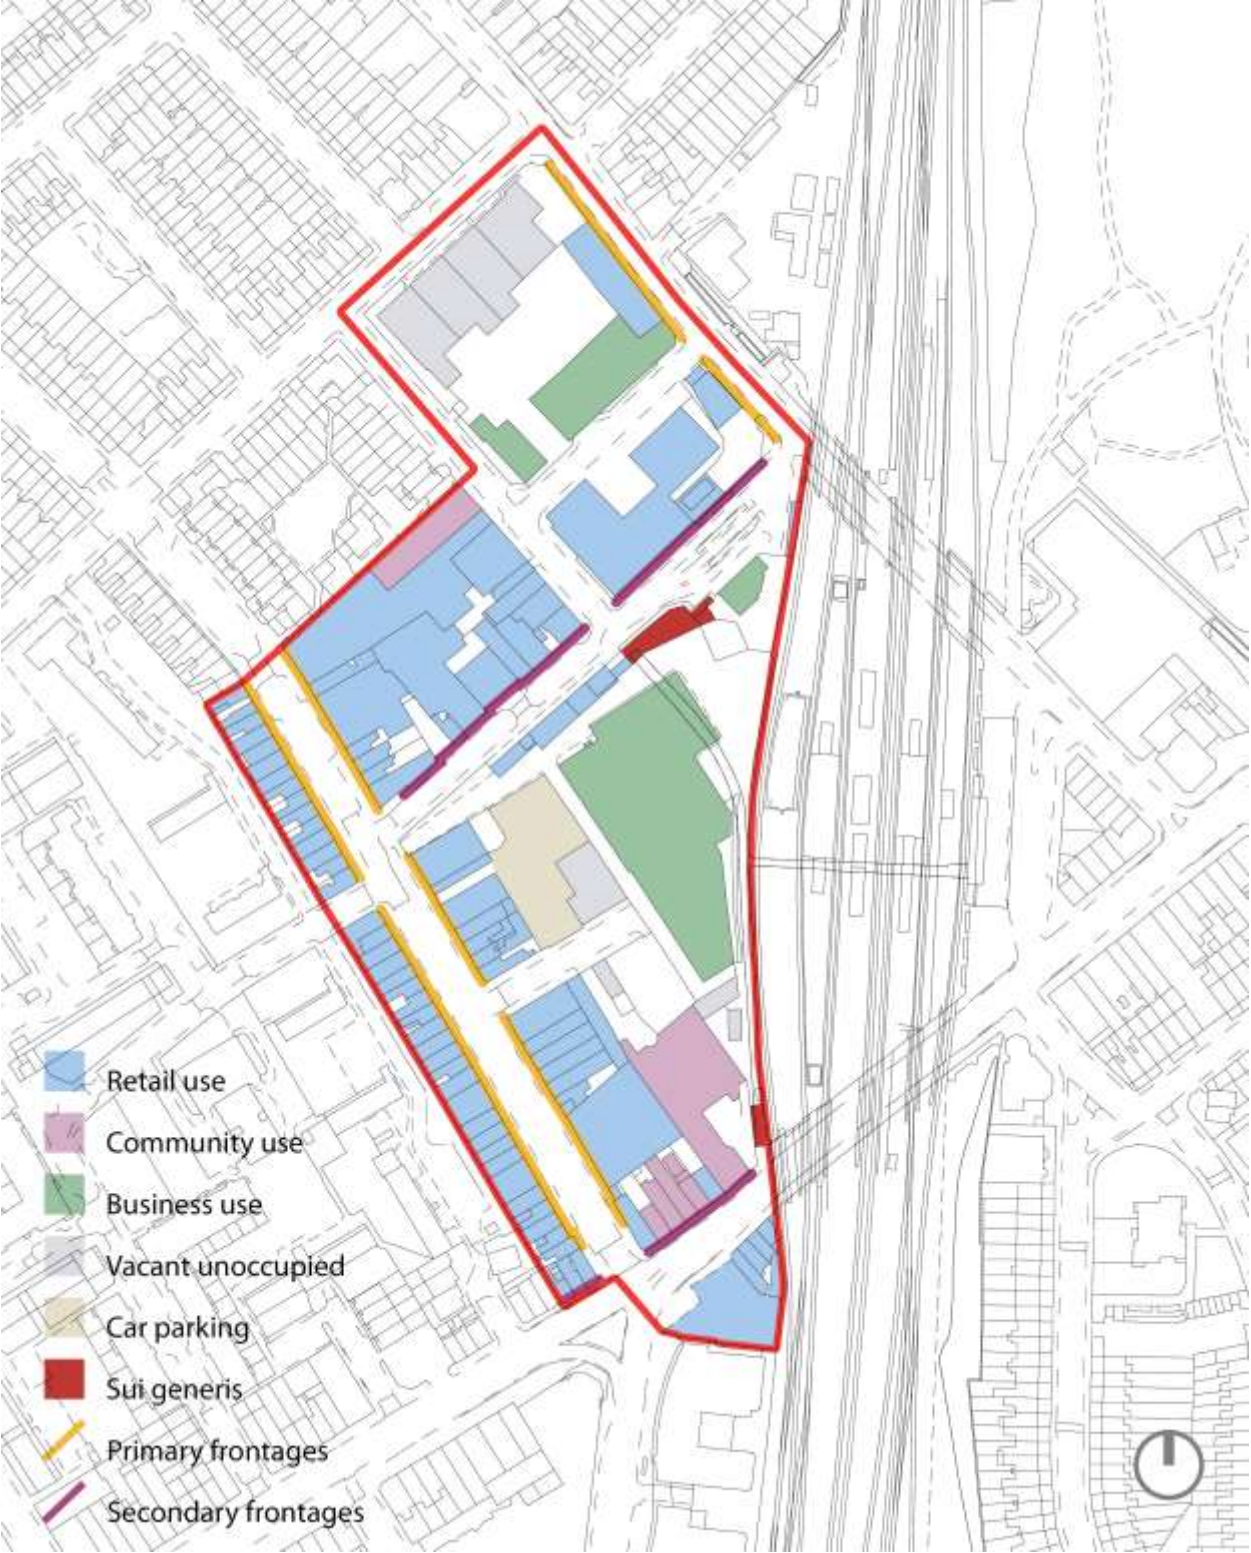 Retail use
Community use
Business use
Vacant unoccupied
Car parking
Sui generis
Primary frontages
Secondary frontages